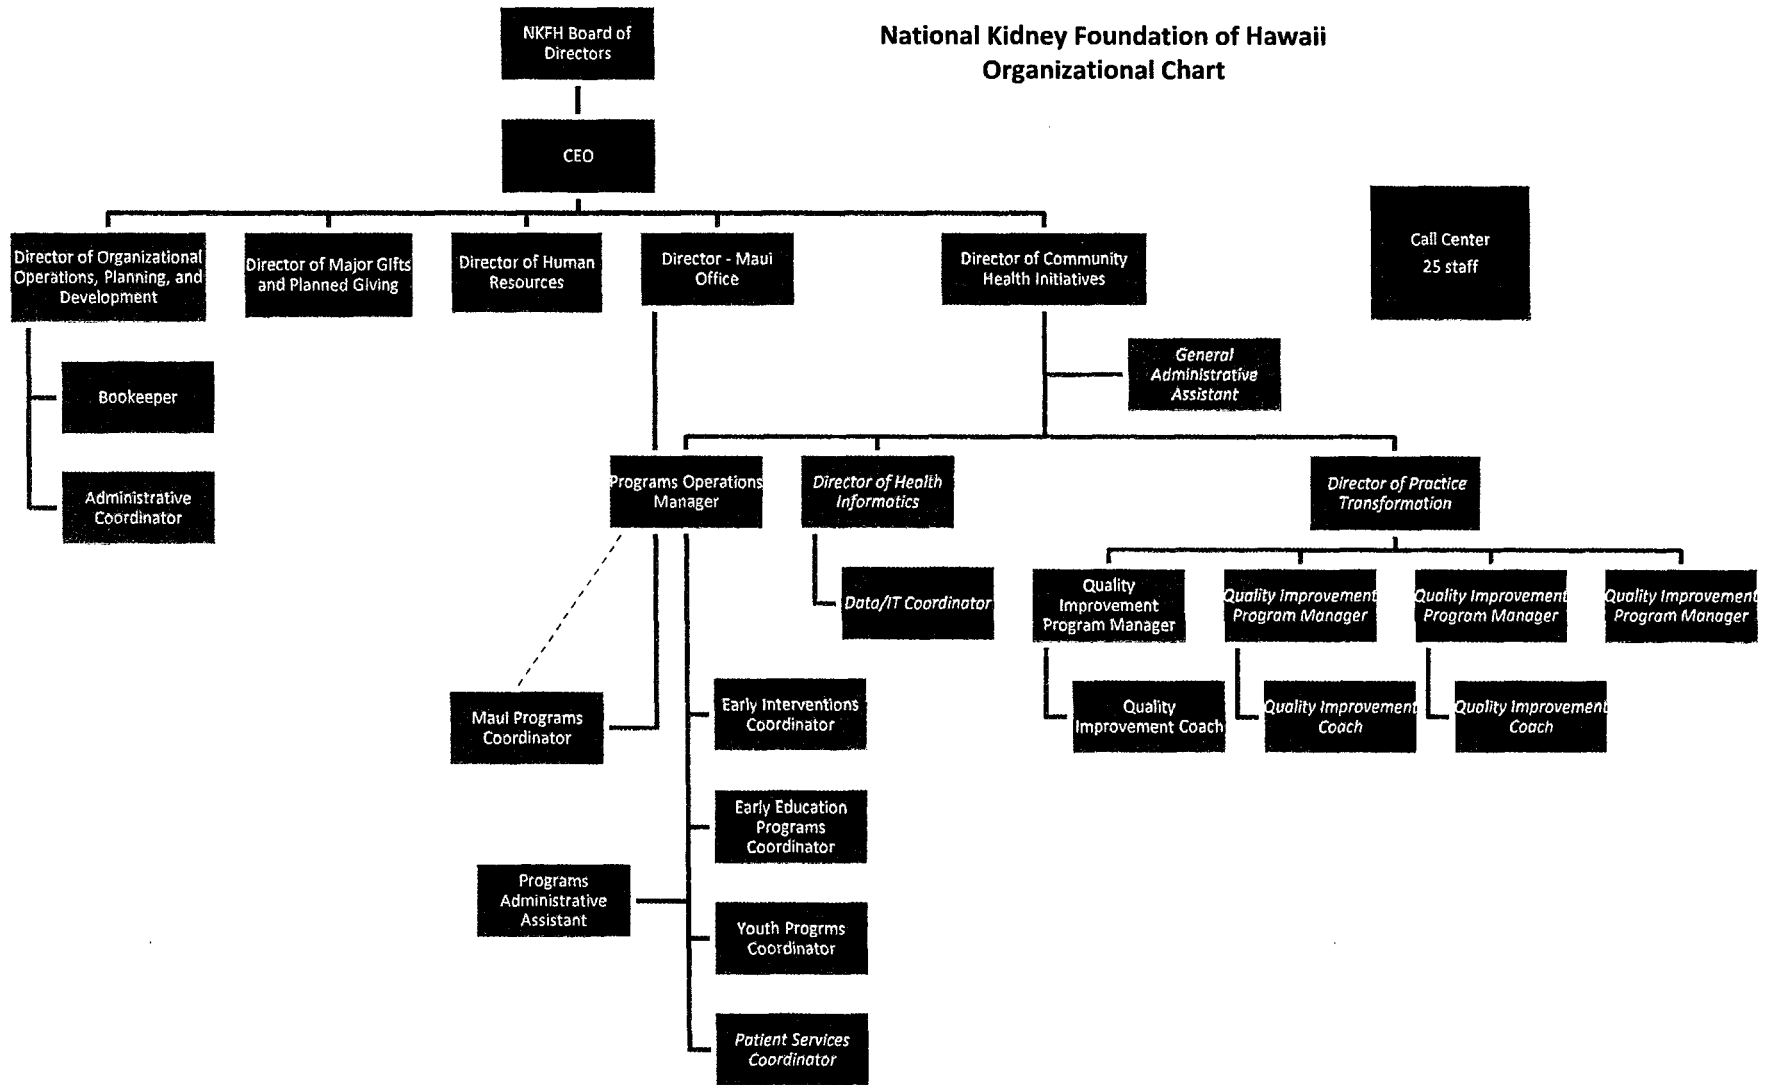 National Kidney Foundation of Hawaii
Organizational Chart
NKFH Board of
Directors
CEO
Director of Organizational
Operations, Planning, and
Development
Director of Major Gifts
and Planned Giving
Director of Human
Resources
Director - Maui
Office
Director of Community
Health Initiatives
Call Center
25 staff
General
Administrative
Assistant
Bookeeper
Administrative
Coordinator
Programs Operations
Manager
Director of Health
Informatics
Director of Practice
Transformation
Data/IT Coordinator
Quality
Improvement
Program Manager
Quality Improvement
Program Manager
Quality Improvement
Program Manager
Quality Improvement
Program Manager
Maui Programs
Coordinator
Early Interventions
Coordinator
Quality
Improvement Coach
Quality Improvement
Coach
Quality Improvement
Coach
Early Education
Programs
Coordinator
Programs
Administrative
Assistant
Youth Progrms
Coordinator
Patient Services
Coordinator